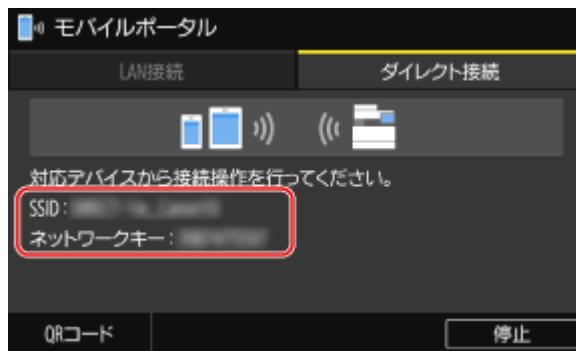 モバイルポータル
LAN接続
ダイレクト接続
対応デバイスから接続操作を行ってください。
SSID：
ネットワークキー：
QRコード
停止